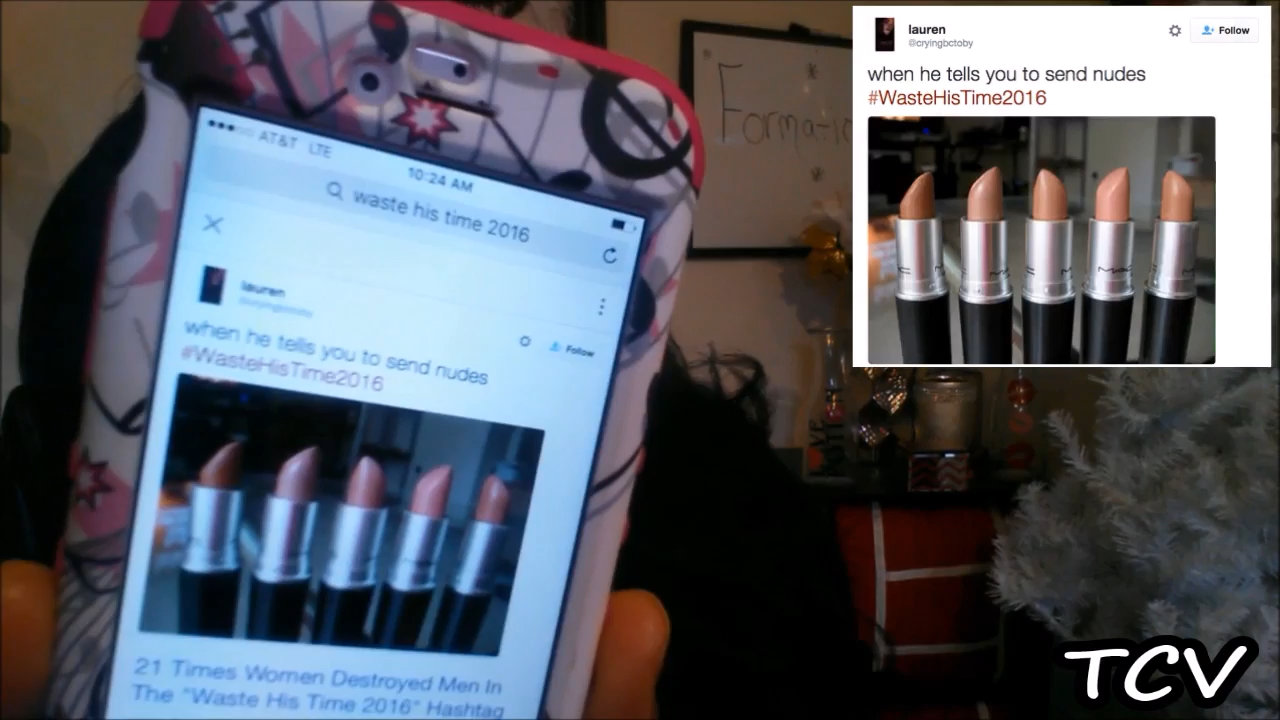 AT&T LTE
10:24 AM
waste his time 2016
lauren
when he tells you to send nudes
#WasteHisTime2016
Follow
21 Times Women Destroyed Men In
The "Waste His Time 2016" Hashtag
Formatio
lauren
@cryingbctoby
Follow
when he tells you to send nudes
#WasteHisTime2016
MAC
TCV